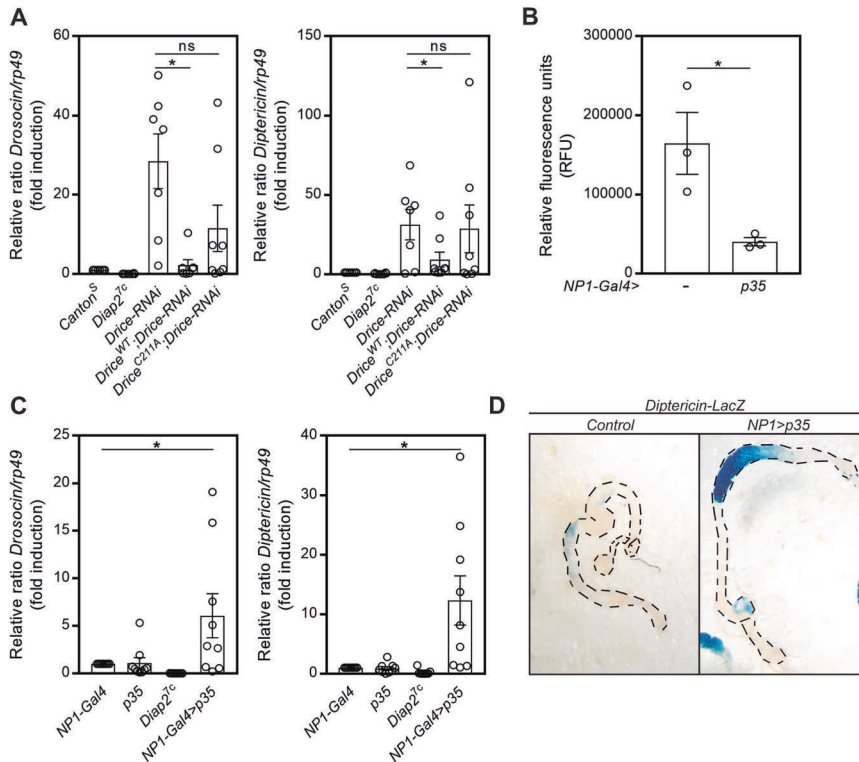 A
Relative ratio Drosocin/rp49
(fold induction)
60
40
20
0
ns
*
Canton^S
Diap2^7c
Drice-RNAi
Drice^WT;Drice-RNAi
Drice^C211A;Drice-RNAi
Relative ratio Diptericin/rp49
(fold induction)
150
100
50
0
ns
*
Canton^S
Diap2^7c
Drice-RNAi
Drice^WT;Drice-RNAi
Drice^C211A;Drice-RNAi
B
Relative fluorescence units
(RFU)
300000
200000
100000
0
*
NP1-Gal4> - p35
C
Relative ratio Drosocin/rp49
(fold induction)
25
20
15
10
5
0
*
NP1-Gal4
p35
Diap2^7c
NP1-Gal4>p35
Relative ratio Diptericin/rp49
(fold induction)
40
30
20
10
0
*
NP1-Gal4
p35
Diap2^7c
NP1-Gal4>p35
D
Diptericin-LacZ
Control NP1>p35